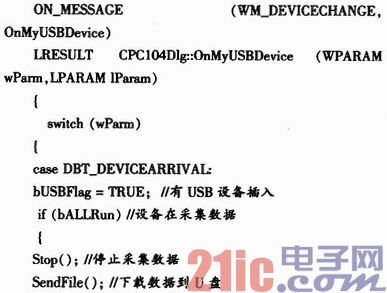 ON_MESSAGE (WM_DEVICECHANGE,
OnMyUSBDevice)
LRESULT CPC104Dlg::OnMyUSBDevice (WPARAM
wParm,LPARAM lParam)
{
switch (wParm)
{
case DBT_DEVICEARRIVAL:
bUSBFlag = TRUE; //有 USB 设备插入
if (bALLRun) //设备在采集数据
{
Stop(); //停止采集数据
SendFile(); //下载数据到 U 盘
21ic.com 电子网